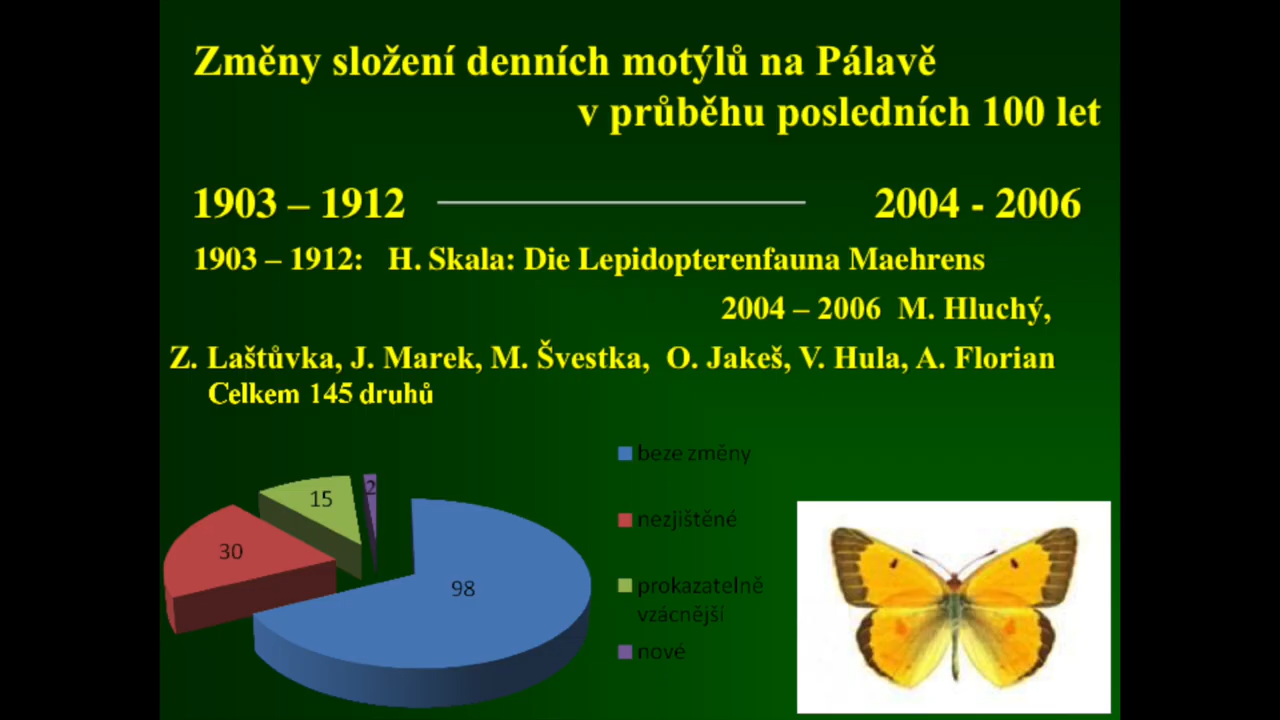 Změny složení denních motýlů na Pálavě
v průběhu posledních 100 let
1903 – 1912 2004 - 2006
1903 – 1912: H. Skala: Die Lepidopterenfauna Maehrens
2004 – 2006 M. Hluchý,
Z. Laštůvka, J. Marek, M. Švestka, O. Jakeš, V. Hula, A. Florian
Celkem 145 druhů
beze změny
nezjištěné
prokazatelně
vzácnější
nové
30
15
2
98